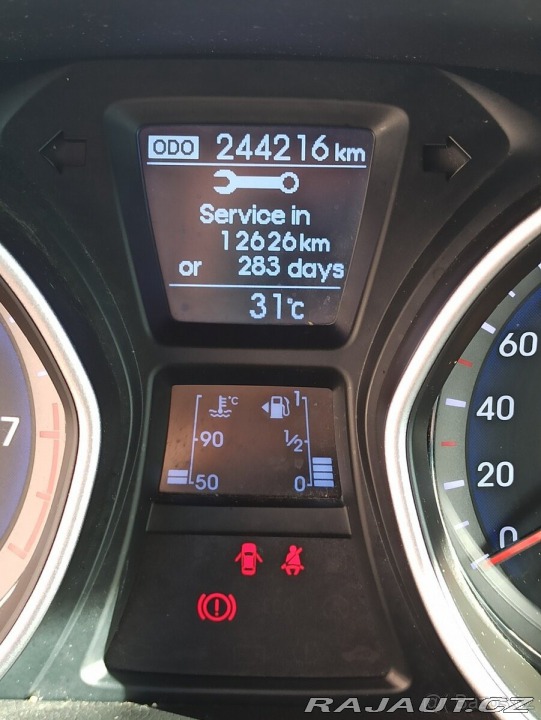 ODO 244216 km
Service in
12626 km
or 283 days
31°c
°C 1
90 1/2
50 0
7
60
40
20
0
RAJAUT.CZ